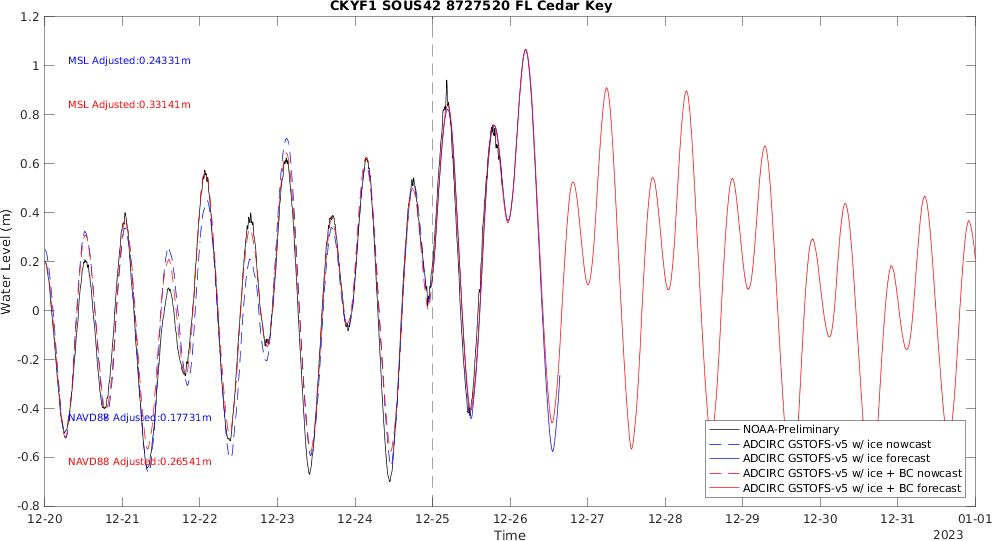 CKYF1 SOUS42 8727520 FL Cedar Key
1.2
1
0.8
0.6
0.4
0.2
0
-0.2
-0.4
-0.6
-0.8
Water Level (m)
MSL Adjusted:0.24331m
MSL Adjusted:0.33141m
NAVD88 Adjusted:0.17731m
NAVD88 Adjusted:0.26541m
NOAA-Preliminary
ADCIRC GSTOFS-v5 w/ ice nowcast
ADCIRC GSTOFS-v5 w/ ice forecast
ADCIRC GSTOFS-v5 w/ ice + BC nowcast
ADCIRC GSTOFS-v5 w/ ice + BC forecast
12-20 12-21 12-22 12-23 12-24 12-25 12-26 12-27 12-28 12-29 12-30 12-31 01-01
Time
2023